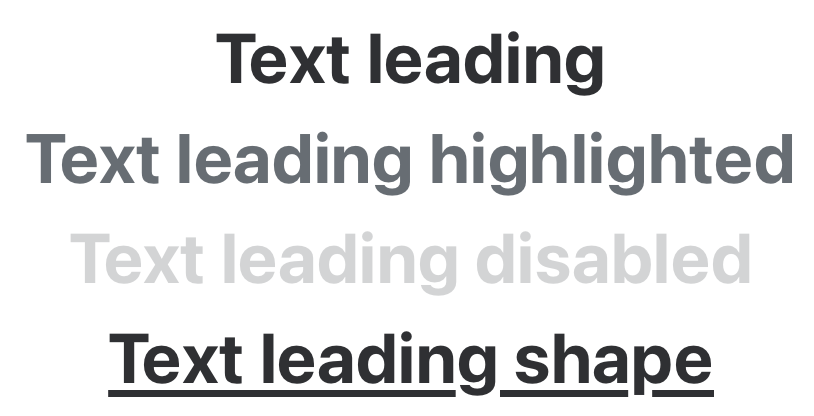 Text leading
Text leading highlighted
Text leading disabled
Text leading shape